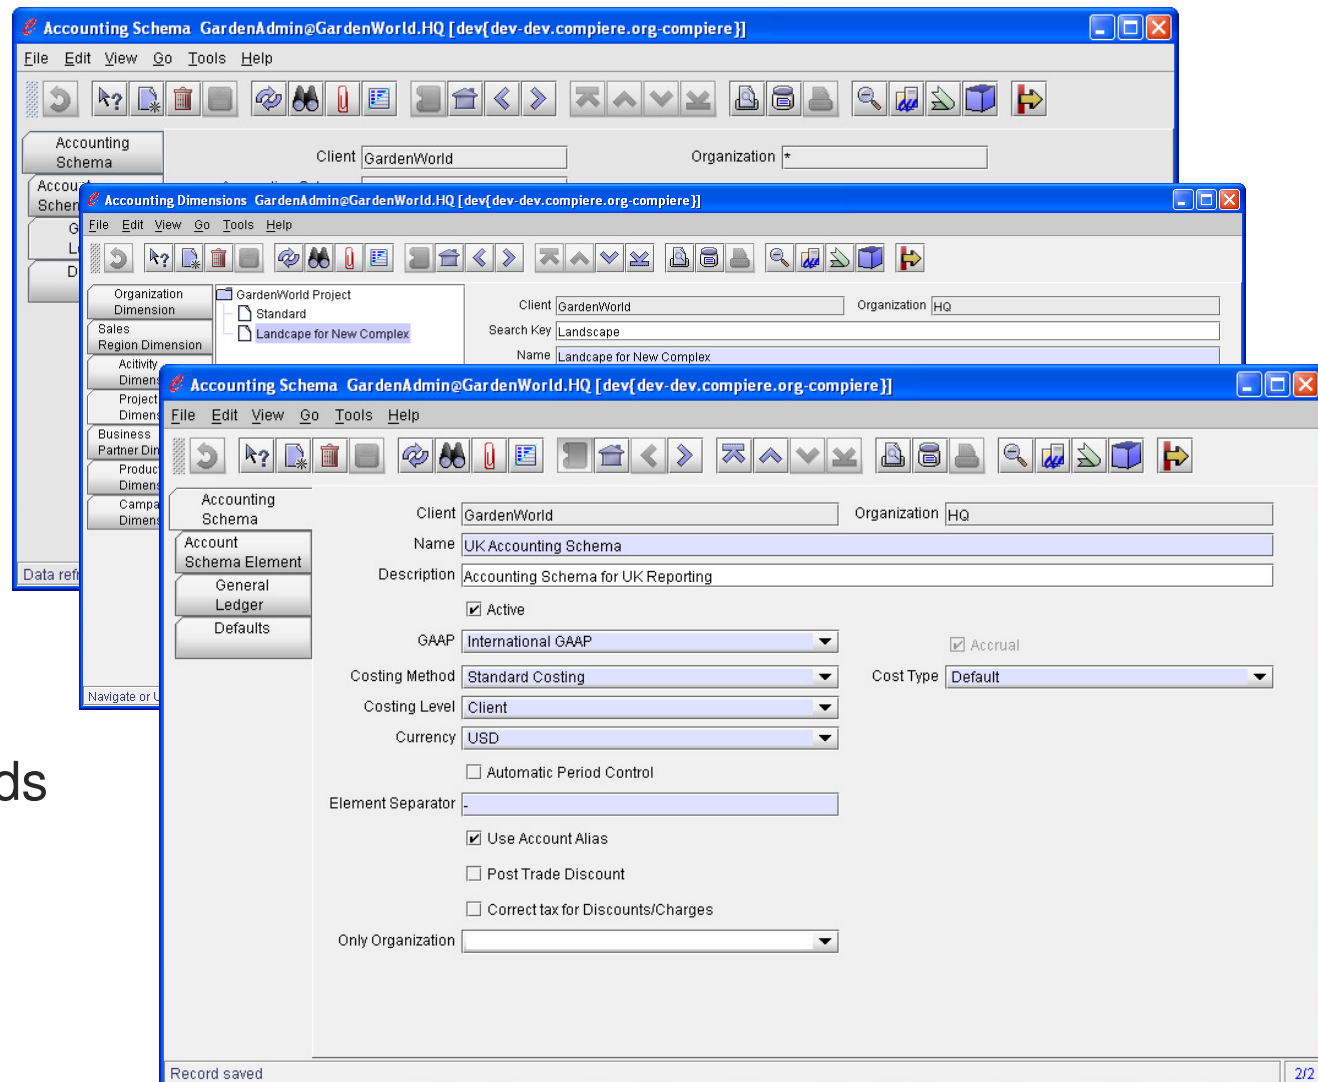 Accounting Schema GardenAdmin@GardenWorld.HQ [dev{dev-dev.compiere.org-compiere}]
File Edit View Go Tools Help
Accounting
Schema
Client GardenWorld Organization *
Accounting Dimensions GardenAdmin@GardenWorld.HQ [dev{dev-dev.compiere.org-compiere}]
File Edit View Go Tools Help
Organization
Dimension
Sales
Region Dimension
Acitivity
Project
Business
GardenWorld Project
Standard
Landcape for New Complex
Client GardenWorld Organization HQ
Search Key Landscape
Name Landcape for New Complex
Data
Navigate or
ds
Accounting Schema GardenAdmin@GardenWorld.HQ [dev{dev-dev.compiere.org-compiere}]
File Edit View Go Tools Help
Accounting
Schema
Account
Schema Element
General
Ledger
Defaults
Client GardenWorld Organization HQ
Name UK Accounting Schema
Description Accounting Schema for UK Reporting
Active
GAAP International GAAP Accrual
Costing Method Standard Costing Cost Type Default
Costing Level Client
Currency USD
Automatic Period Control
Element Separator -
Use Account Alias
Post Trade Discount
Correct tax for Discounts/Charges
Only Organization
Record saved 2/2